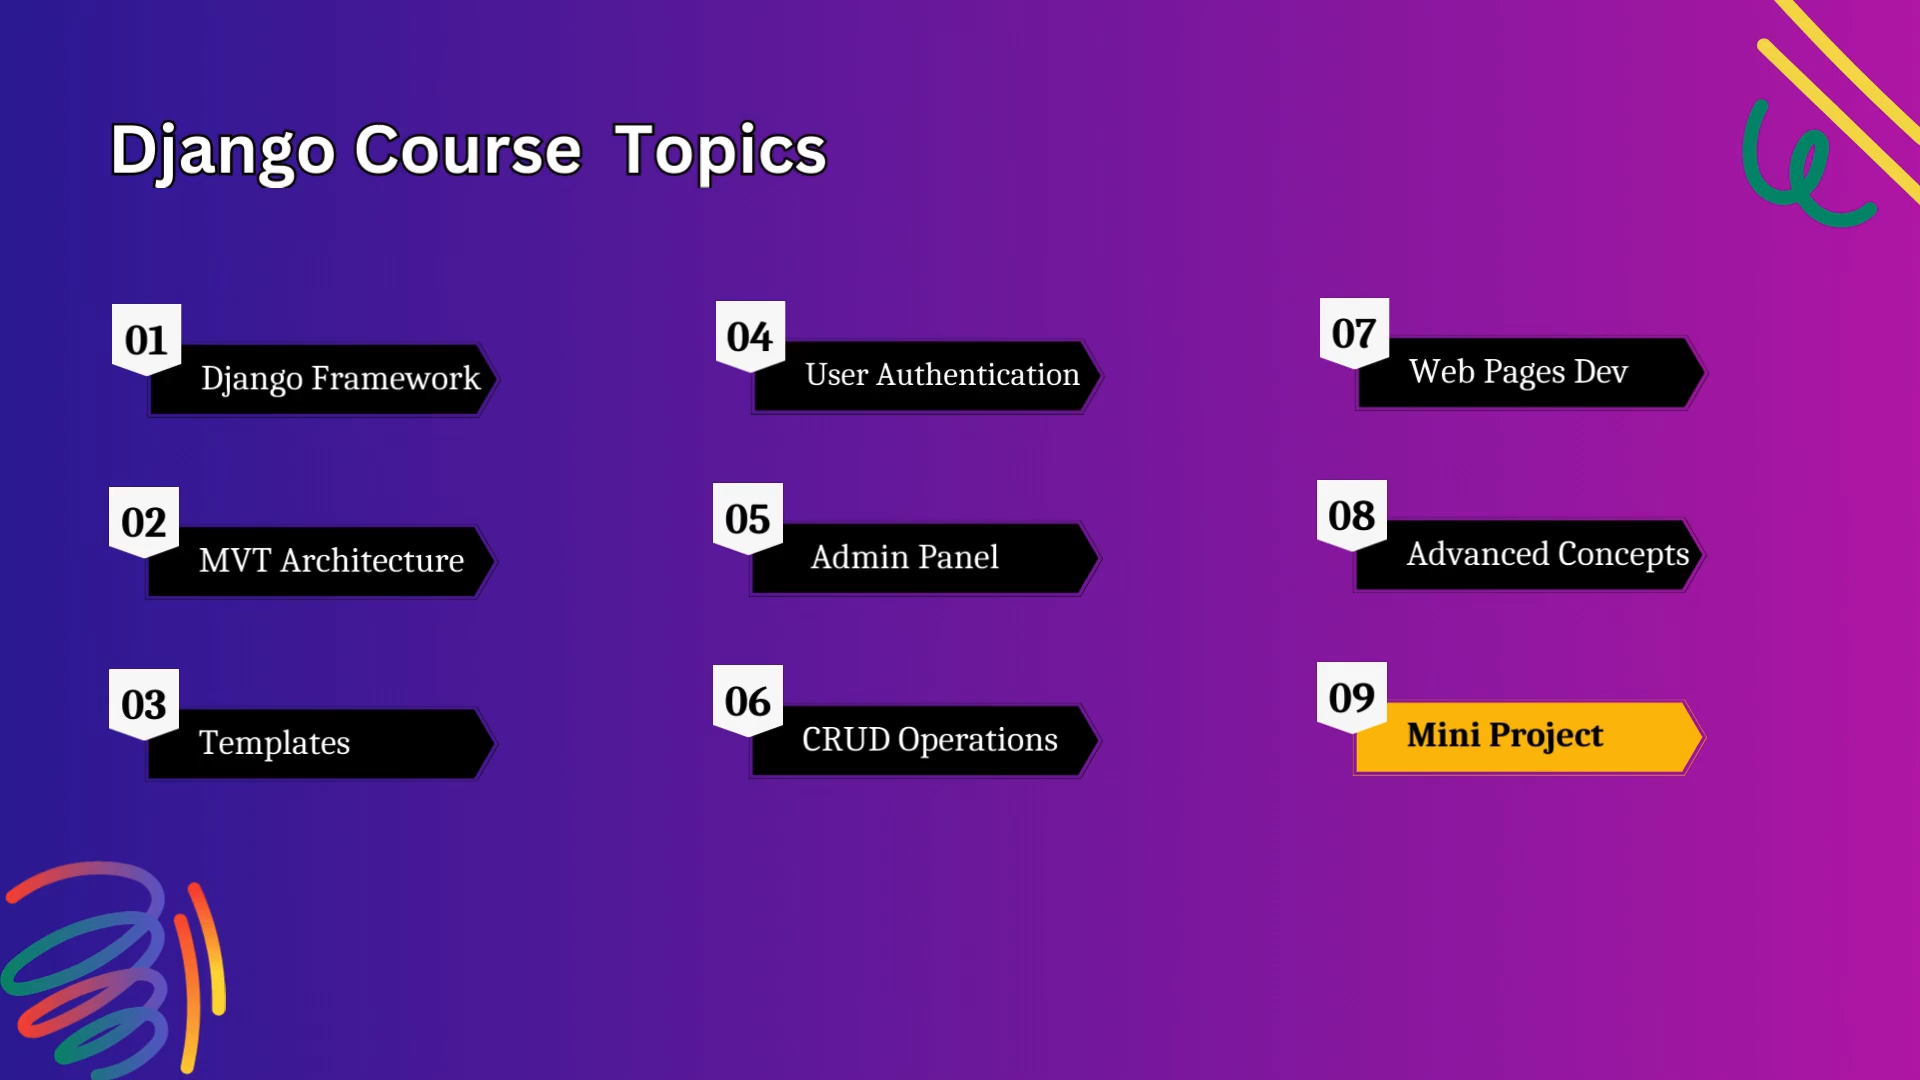 Django Course  Topics
01
Django Framework
02
MVT Architecture
03
Templates
04
User Authentication
05
Admin Panel
06
CRUD Operations
07
Web Pages Dev
08
Advanced Concepts
09
Mini Project